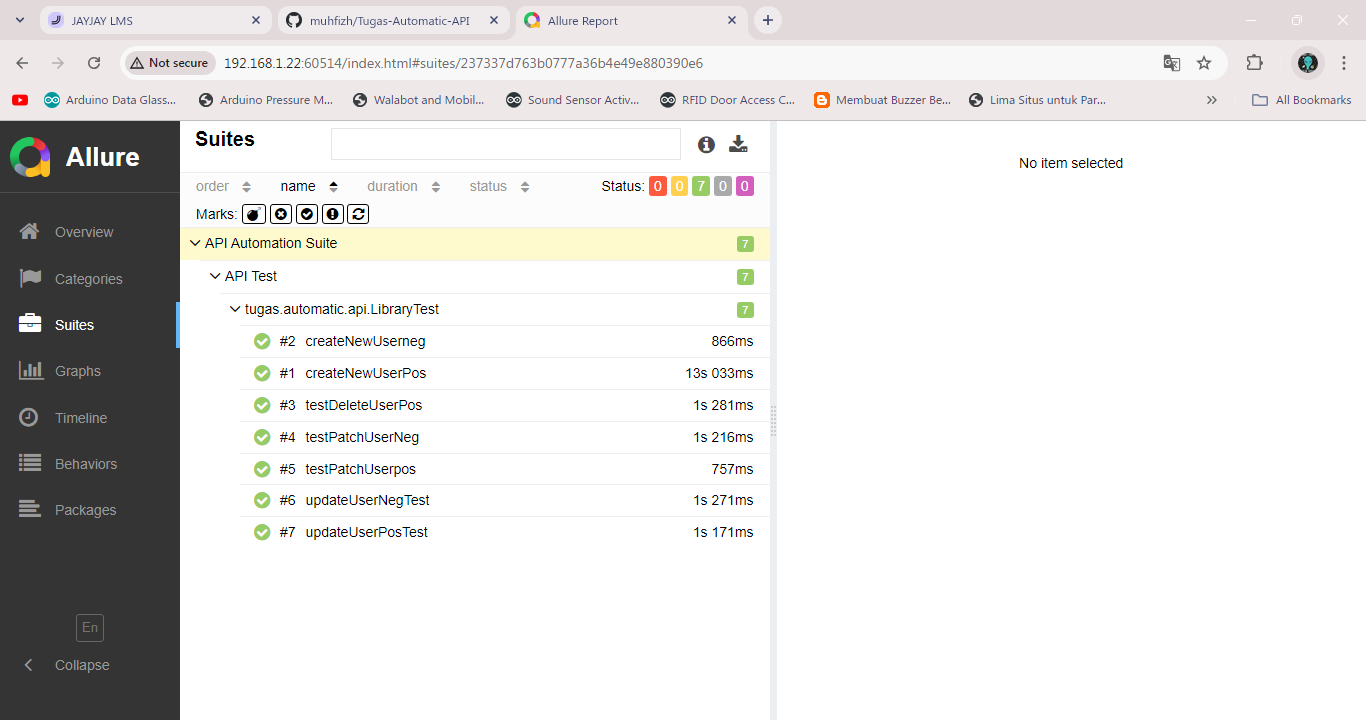 JAYJAY LMS
muhfizh/Tugas-Automatic-API
Allure Report
Not secure
192.168.1.22:60514/index.html#suites/237337d763b0777a36b4e49e880390e6
Arduino Data Glass...
Arduino Pressure M...
Walabot and Mobil...
Sound Sensor Activ...
RFID Door Access C...
Membuat Buzzer Be...
Lima Situs untuk Par...
All Bookmarks
Allure
Overview
Categories
Suites
Graphs
Timeline
Behaviors
Packages
En
Collapse
Suites
order name duration status Status: 0 0 7 0 0
Marks:
API Automation Suite 7
API Test 7
tugas.automatic.api.LibraryTest 7
#2 createNewUserneg 866ms
#1 createNewUserPos 13s 033ms
#3 testDeleteUserPos 1s 281ms
#4 testPatchUserNeg 1s 216ms
#5 testPatchUserpos 757ms
#6 updateUserNegTest 1s 271ms
#7 updateUserPosTest 1s 171ms
No item selected